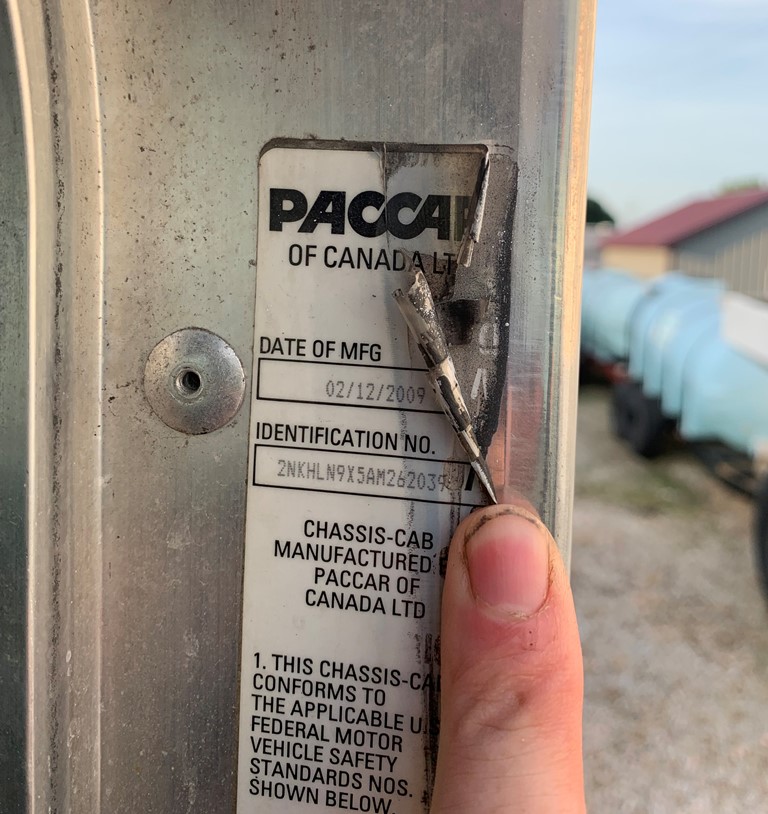 PACCAR
OF CANADA LT
DATE OF MFG
02/12/2009
IDENTIFICATION NO.
2NKHLN9X5AM262039
CHASSIS-CAB
MANUFACTURED
PACCAR OF
CANADA LTD
1. THIS CHASSIS-CA
CONFORMS TO
THE APPLICABLE U.
FEDERAL MOTOR
VEHICLE SAFETY
STANDARDS NOS.
SHOWN BELOW.